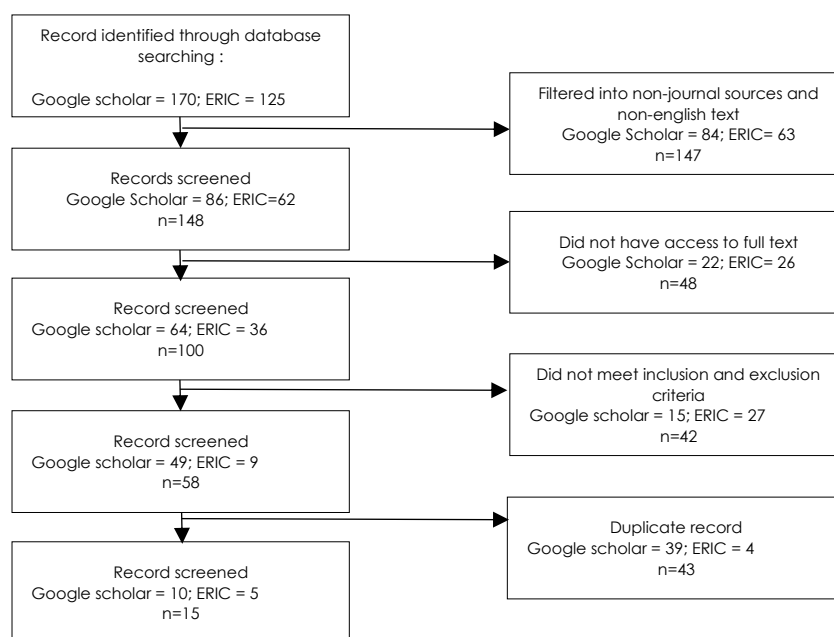 Record identified through database
searching :
Google scholar = 170; ERIC = 125
Filtered into non-journal sources and
non-english text
Google Scholar = 84; ERIC= 63
n=147
Records screened
Google Scholar = 86; ERIC=62
n=148
Did not have access to full text
Google Scholar = 22; ERIC= 26
n=48
Record screened
Google scholar = 64; ERIC = 36
n=100
Did not meet inclusion and exclusion
criteria
Google scholar = 15; ERIC = 27
n=42
Record screened
Google scholar = 49; ERIC = 9
n=58
Duplicate record
Google scholar = 39; ERIC = 4
n=43
Record screened
Google scholar = 10; ERIC = 5
n=15